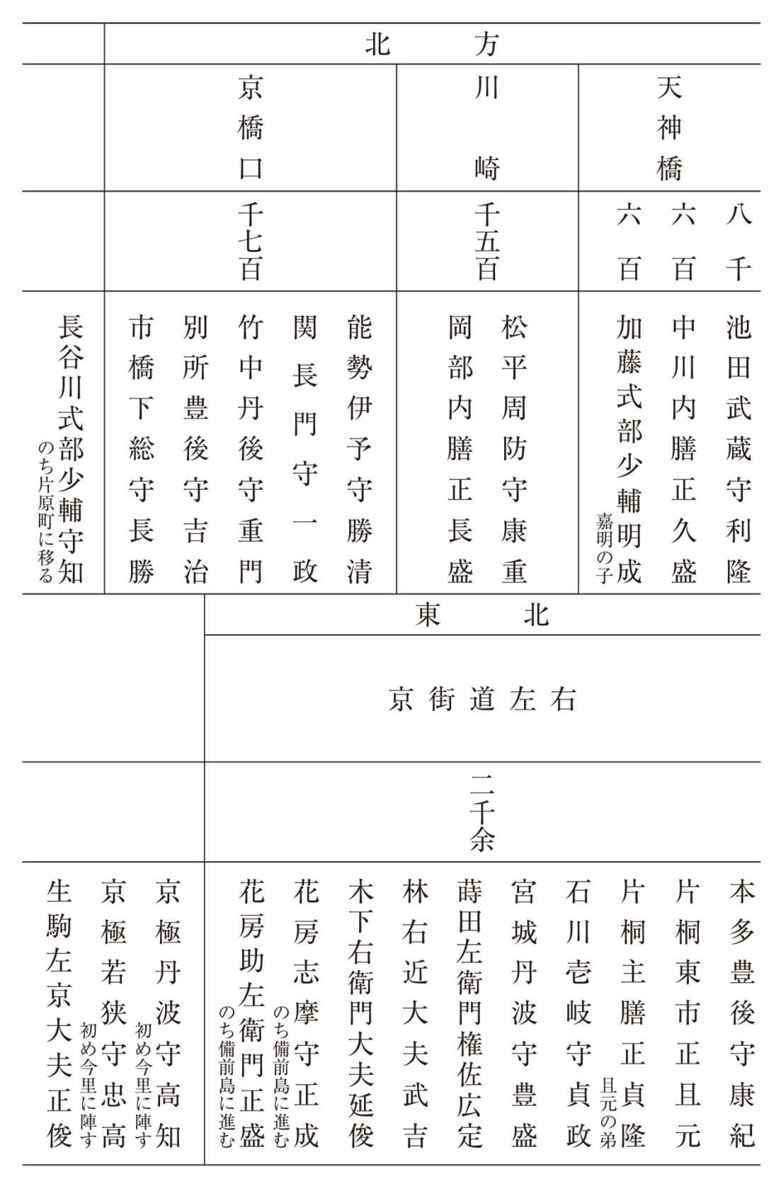 北方
天神橋
八千
池田武蔵守利隆
六百
中川内膳正久盛
六百
加藤式部少輔明成
嘉明の子
川崎
千五百
松平周防守康重
岡部内膳正長盛
京橋口
千七百
能勢伊予守勝清
関長門守一政
竹中丹後守重門
別所豊後守吉治
市橋下総守長勝
長谷川式部少輔守知
のち片原町に移る
東北
京街道左右
二千余
本多豊後守康紀
片桐東市正且元
片桐主膳正貞隆
且元の弟
石川壱岐守貞政
宮城丹波守豊盛
蒔田左衛門権佐広定
林右近大夫武吉
木下右衛門大夫延俊
花房志摩守正成
のち備前島に進む
花房助左衛門正盛
のち備前島に進む
京極丹波守高知
初め今里に陣す
京極若狭守忠高
初め今里に陣す
生駒左京大夫正俊